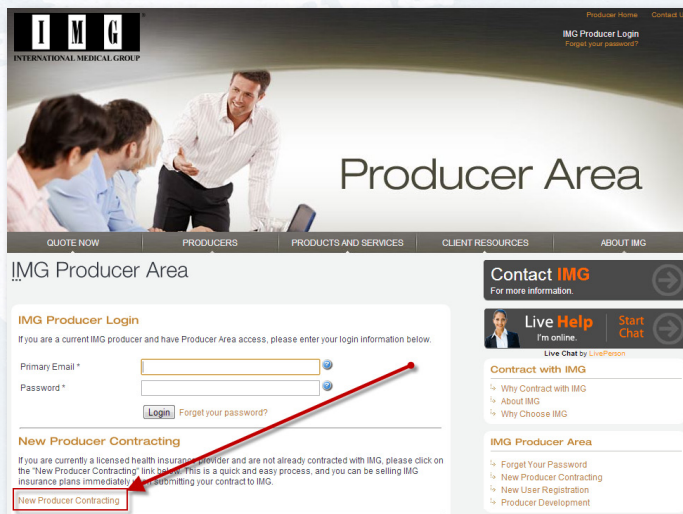 Producer Home Contact U
IMG
INTERNATIONAL MEDICAL GROUP
®
IMG Producer Login
Forget your password?
Producer Area
QUOTE NOW PRODUCERS PRODUCTS AND SERVICES CLIENT RESOURCES ABOUT IMG
IMG Producer Area
IMG Producer Login
If you are a current IMG producer and have Producer Area access, please enter your login information below.
Primary Email *
Password *
Login Forget your password?
New Producer Contracting
If you are currently a licensed health insurance provider and are not already contracted with IMG, please click on
the "New Producer Contracting" link below. This is a quick and easy process, and you can be selling IMG
insurance plans immediately submitting your contract to IMG.
New Producer Contracting
Contact IMG
For more information.
Live Help
I'm online.
Start
Chat
Live Chat by LivePerson
Contract with IMG
Why Contract with IMG
About IMG
Why Choose IMG
IMG Producer Area
Forget Your Password
New Producer Contracting
New User Registration
Producer Development